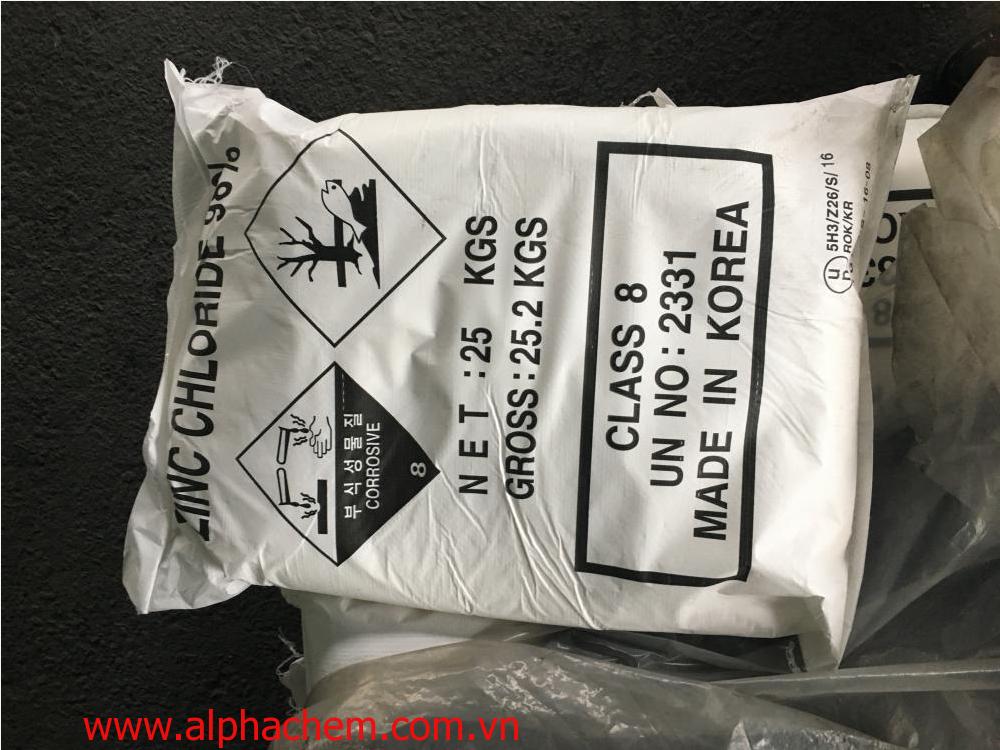 ZINC CHLORIDE 96%
부식성물질
CORROSIVE
8
NET :25 KGS
GROSS:25.2 KGS
CLASS 8
UN NO:2331
MADE IN KOREA
u
n
5H3/Z26/S/16
ROK/KR
www.alphachem.com.vn